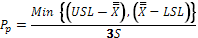 P_p = Min {(USL − X̿), (X̿ − LSL)} / 3S